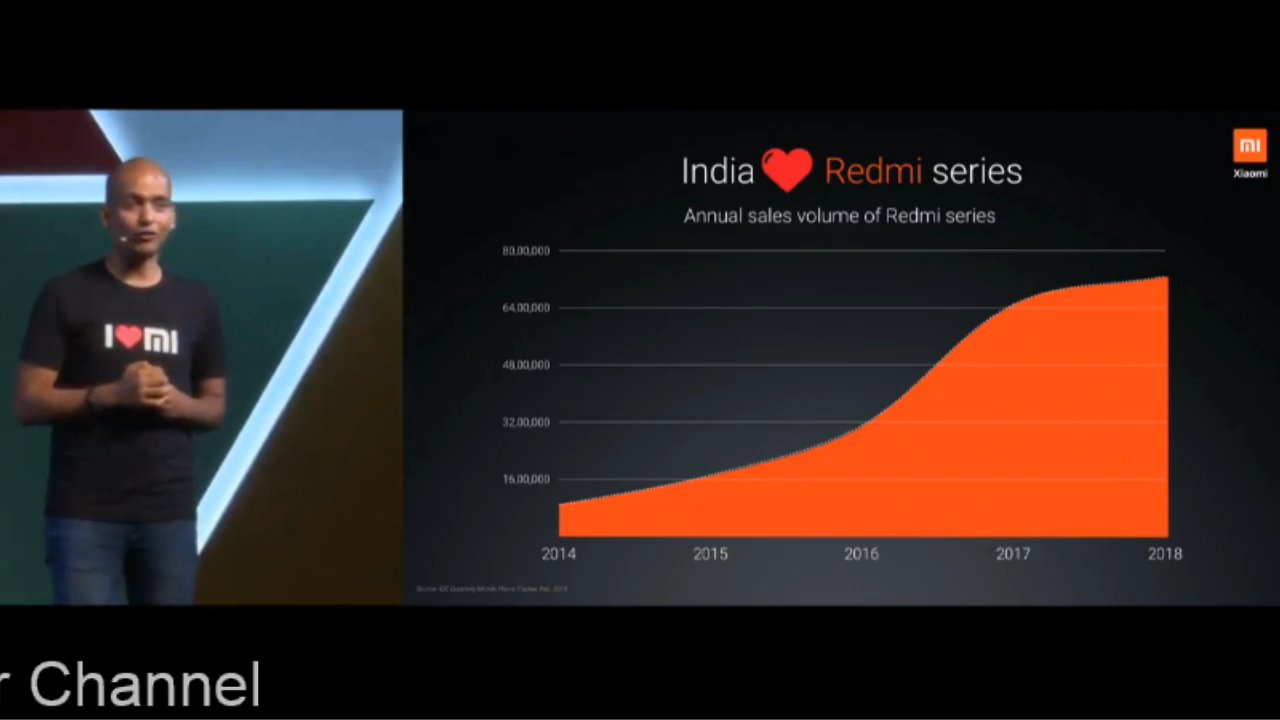 India ❤ Redmi series
Annual sales volume of Redmi series
80,00,000
64,00,000
48,00,000
32,00,000
16,00,000
2014 2015 2016 2017 2018
mi
Xiaomi
I ❤ mi
Channel